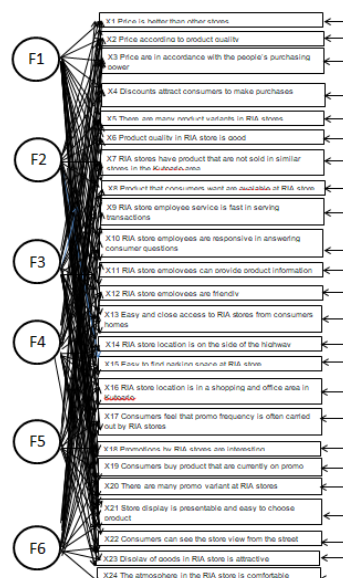 X1 Price is better than other stores
X2 Price according to product quality
F1
X3 Price are in accordance with the people's purchasing
power
X4 Discounts attract consumers to make purchases
X5 There are many product variants in RIA stores
X6 Product quality in RIA store is good
F2
X7 RIA stores have product that are not sold in similar
stores in the Kutoarjo area
X8 Product that consumers want are available at RIA store
X9 RIA store employee service is fast in serving
transactions
X10 RIA store employees are responsive in answering
consumer questions
F3
X11 RIA store employees can provide product information
X12 RIA store employees are friendly
X13 Easy and close access to RIA stores from consumers
homes
F4
X14 RIA store location is on the side of the highway
X15 Easy to find parking space at RIA store
X16 RIA store location is in a shopping and office area in
Kutoarjo
X17 Consumers feel that promo frequency is often carried
out by RIA stores
F5
X18 Promotions by RIA stores are interesting
X19 Consumers buy product that are currently on promo
X20 There are many promo variant at RIA stores
X21 Store display is presentable and easy to choose
product
X22 Consumers can see the store view from the street
F6
X23 Display of goods in RIA store is attractive
X24 The atmosphere in the RIA store is comfortable